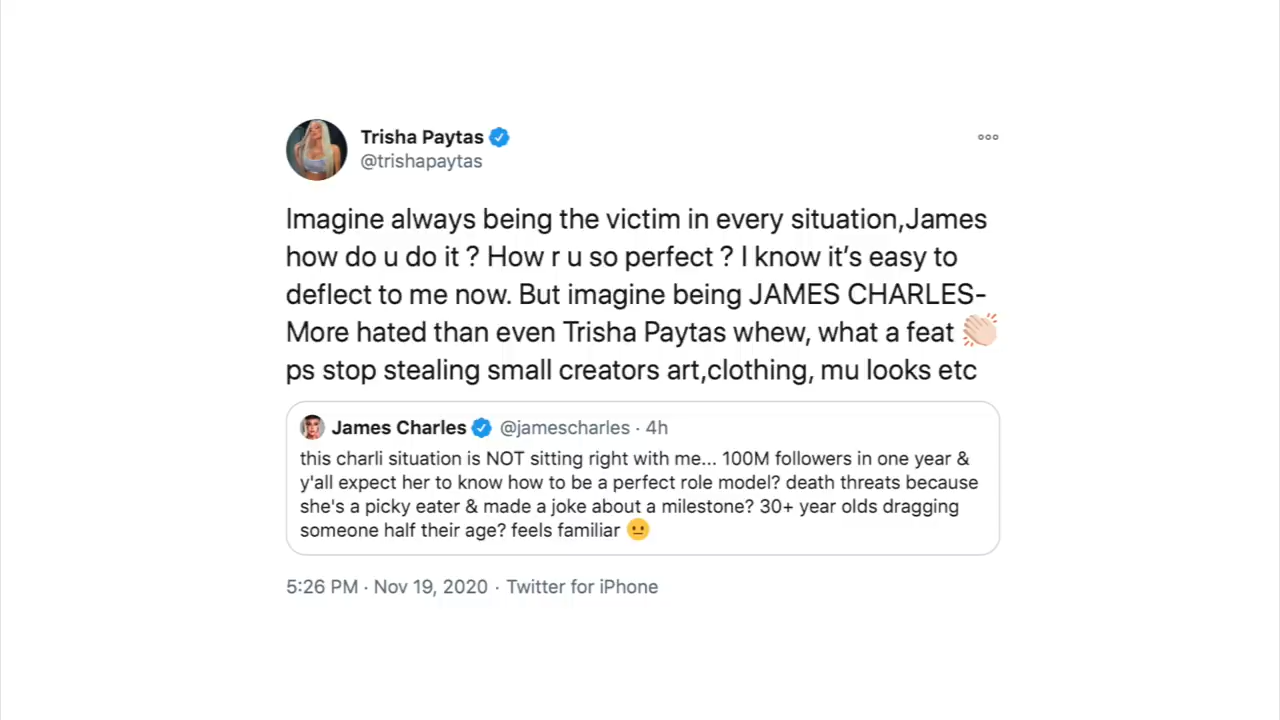 Trisha Paytas
@trishapaytas
Imagine always being the victim in every situation,James
how do u do it ? How r u so perfect ? I know it’s easy to
deflect to me now. But imagine being JAMES CHARLES-
More hated than even Trisha Paytas whew, what a feat 👏🏻
ps stop stealing small creators art,clothing, mu looks etc
James Charles @jamescharles · 4h
this charli situation is NOT sitting right with me... 100M followers in one year &
y'all expect her to know how to be a perfect role model? death threats because
she's a picky eater & made a joke about a milestone? 30+ year olds dragging
someone half their age? feels familiar 😐
5:26 PM · Nov 19, 2020 · Twitter for iPhone